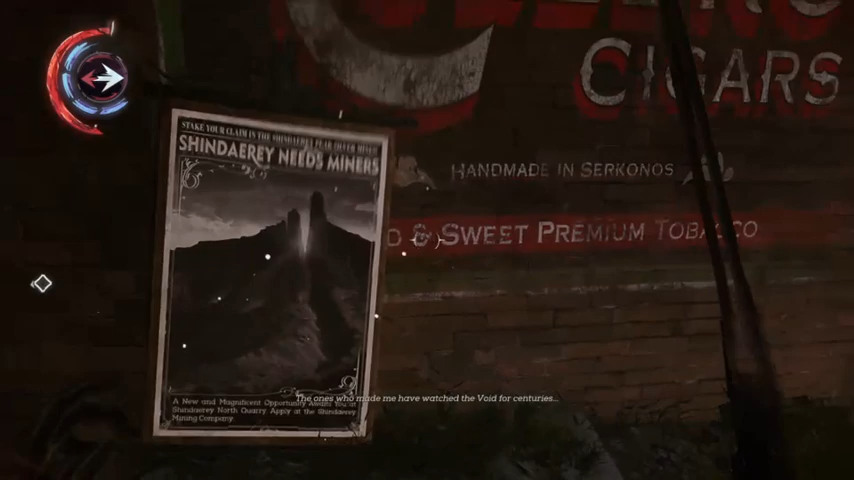 CIGARS
HANDMADE IN SERKONOS
& SWEET PREMIUM TOBACCO
STAKE YOUR CLAIM IN THE SHINDAEREY PEAK SILVER MINES
SHINDAEREY NEEDS MINERS
A New and Magnificent Opportunity Awaits You at
Shindaerey North Quarry. Apply at the Shindaerey
Mining Company
The ones who made me have watched the Void for centuries...